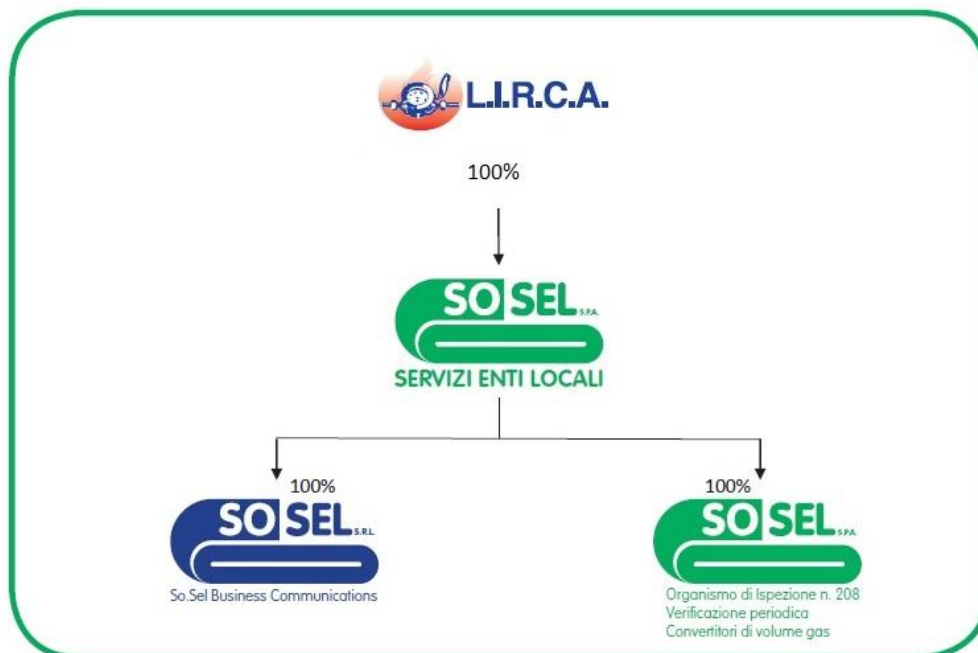 L.I.R.C.A.
100%
SO SEL S.P.A.
SERVIZI ENTI LOCALI
100%
SO SEL S.R.L.
So.Sel Business Communications
100%
SO SEL S.P.A.
Organismo di Ispezione n. 208
Verificazione periodica
Convertitori di volume gas